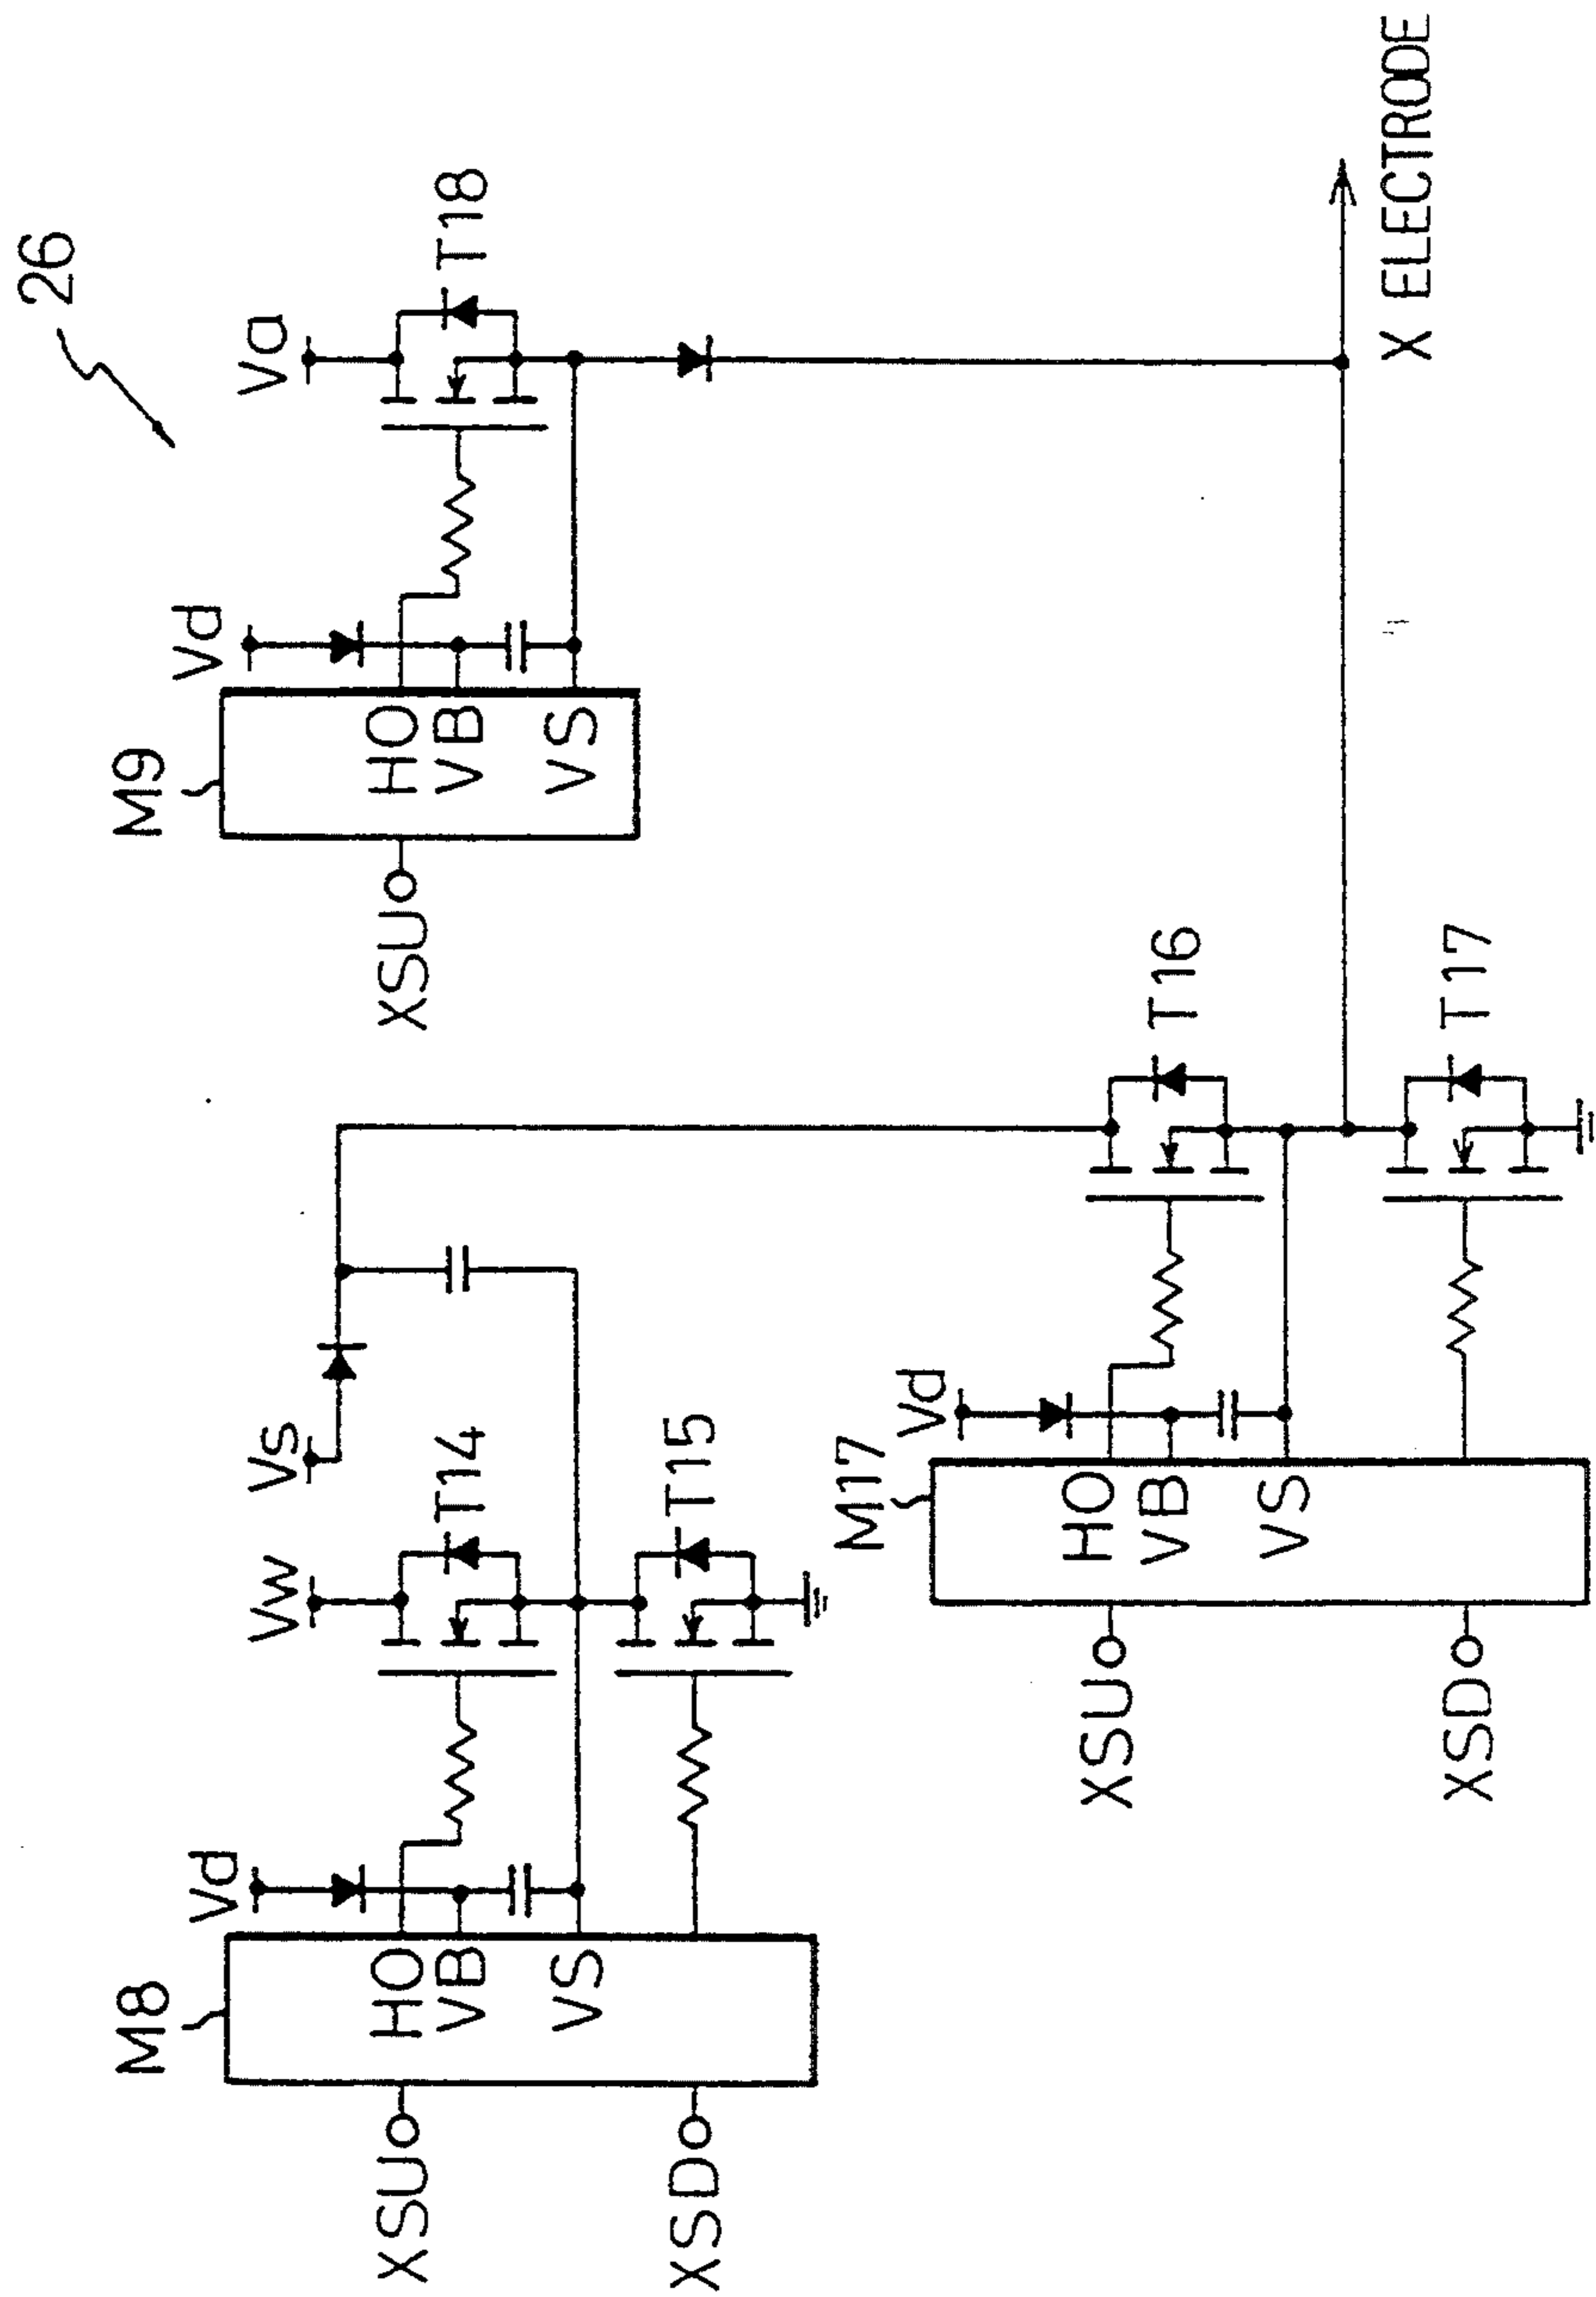 26
M8
Vd
HO
VB
VS
XSU
XSD
Vw
T14
T15
Vs
M9
Vd
HO
VB
VS
XSU
Va
T18
M17
Vd
HO
VB
VS
XSU
XSD
T16
T17
X ELECTRODE